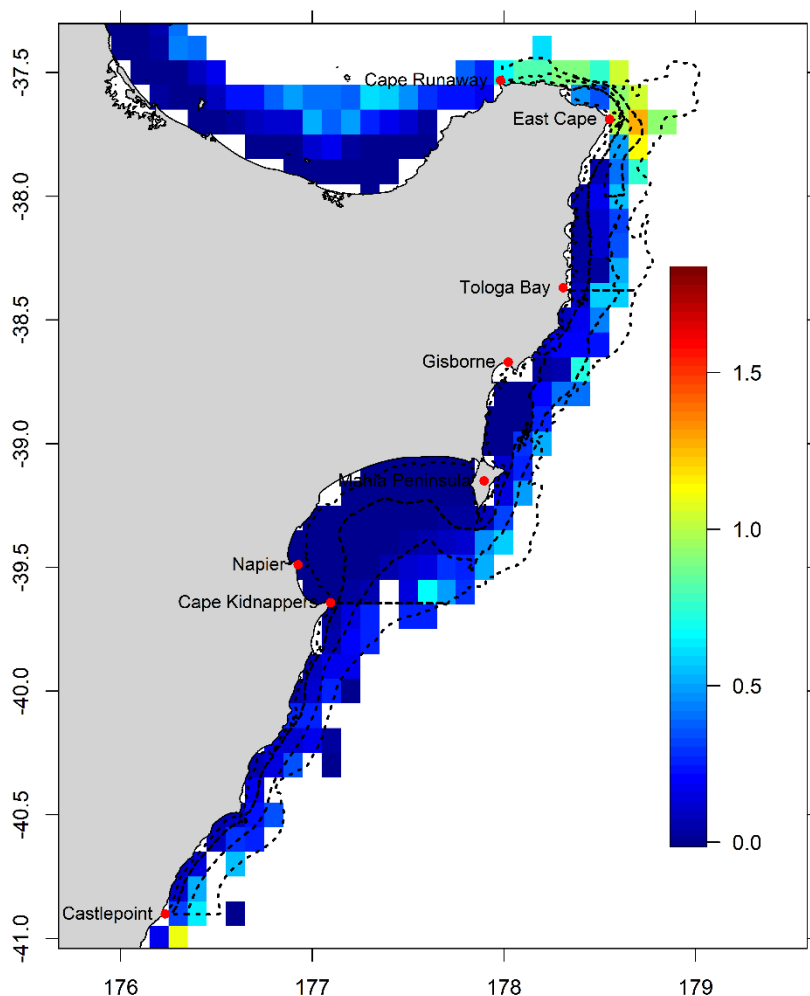 -37.5
Cape Runaway
East Cape
-38.0
Tologa Bay
-38.5
Gisborne
1.5
-39.0
Mahia Peninsula
1.0
-39.5
Napier
Cape Kidnappers
-40.0
0.5
-40.5
0.0
Castlepoint
-41.0
176 177 178 179